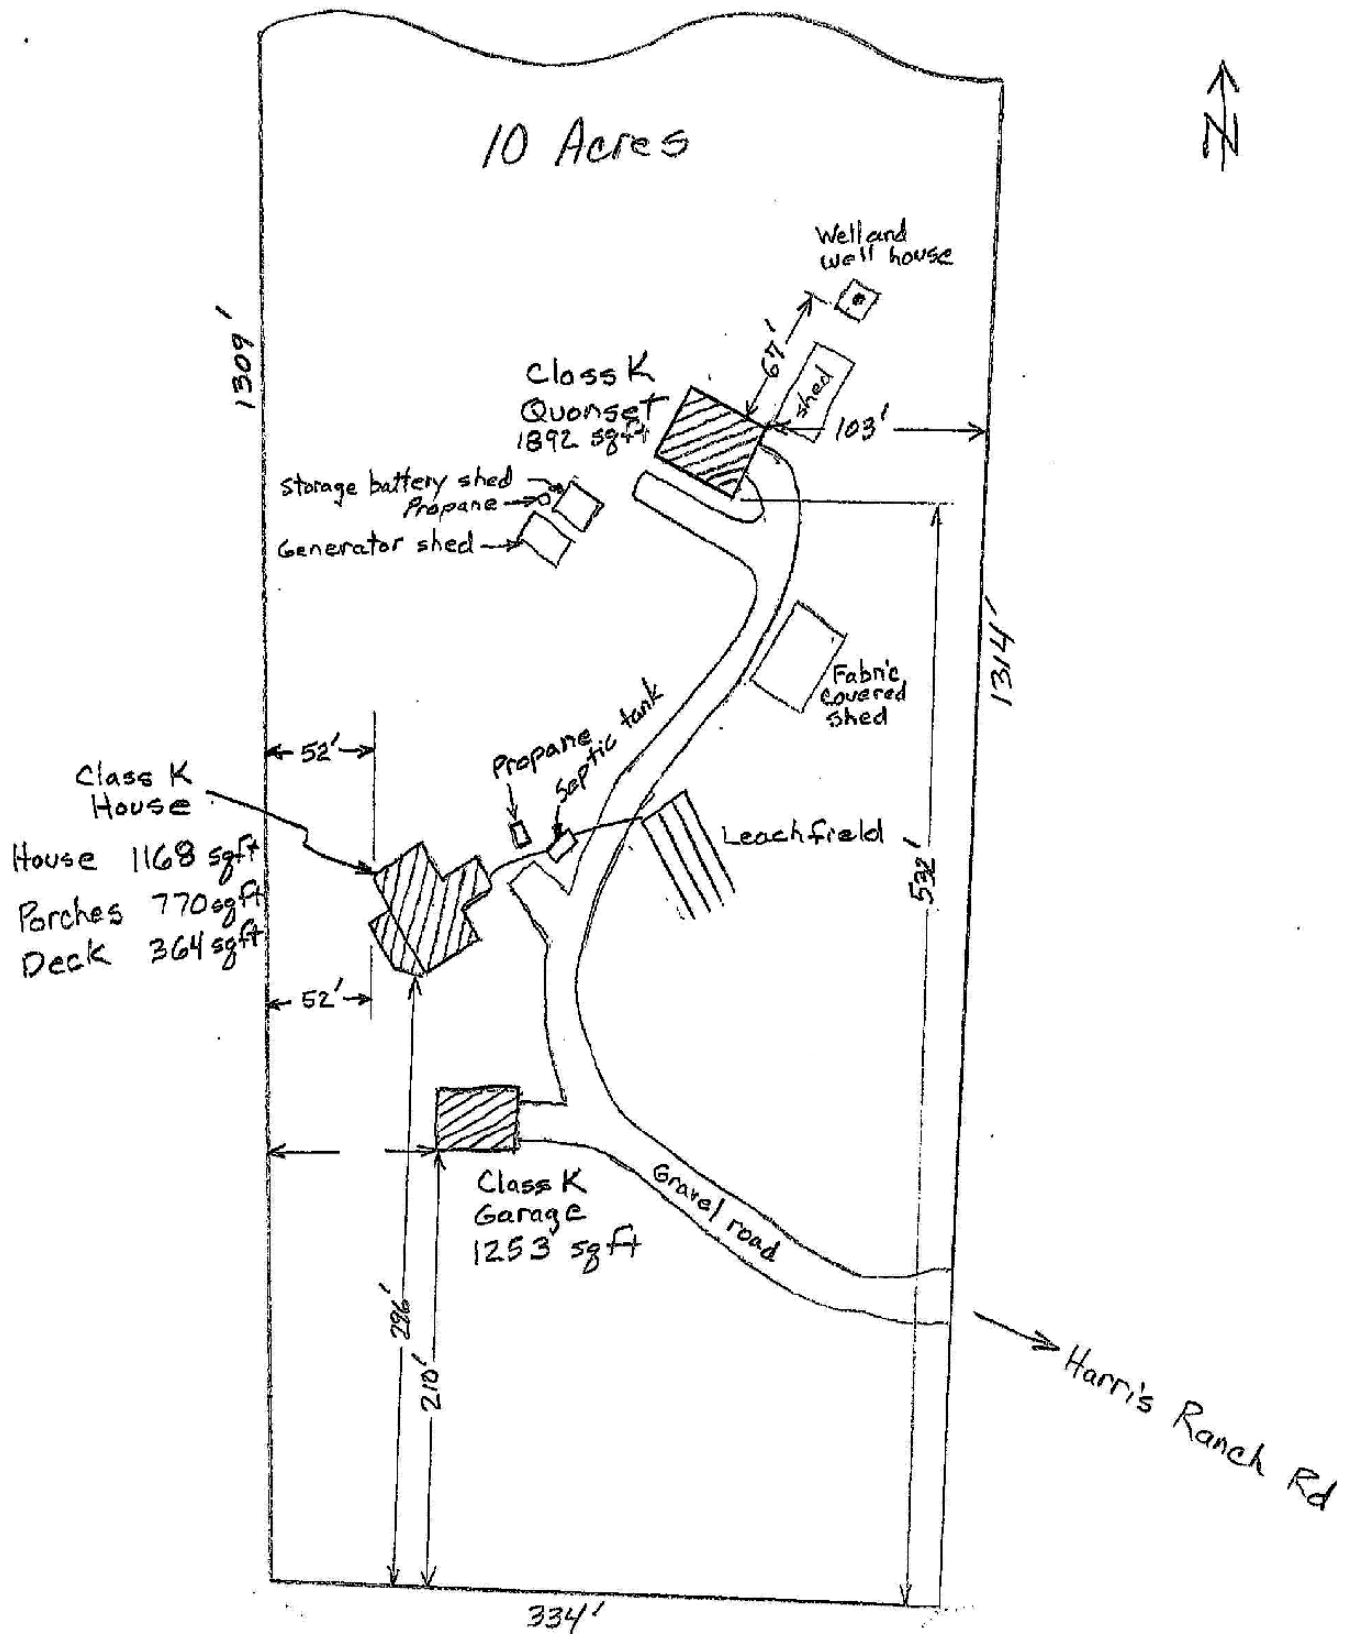 10 Acres
N
Well and
well house
1309'
67'
shed
Class K
Quonset
1892 sqft
103'
Storage battery shed
Propane
Generator shed
1314'
Fabric
covered
shed
52'
Propane
Septic tank
Class K
House
House 1168 sqft
Porches 770 sqft
Deck 364 sqft
Leachfield
532'
52'
Class K
Garage
1253 sqft
Gravel road
296'
210'
Harris Ranch Rd
334'